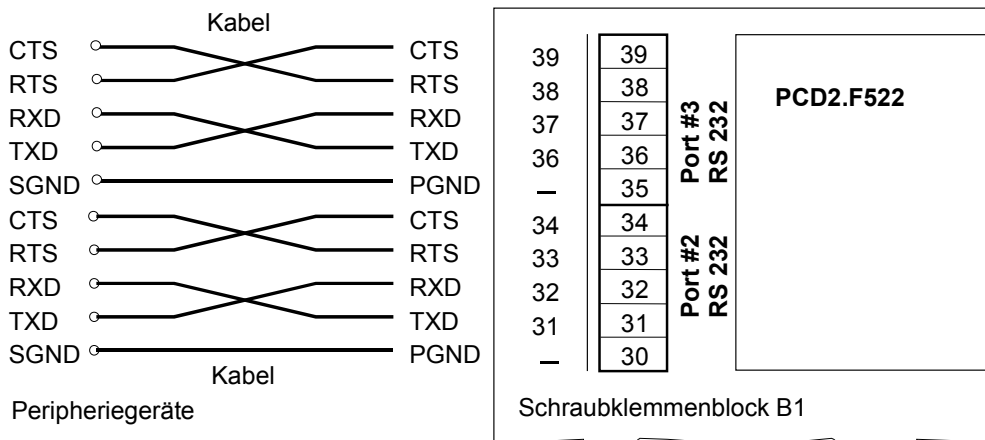 Kabel
CTS CTS 39 39
RTS RTS 38 38 PCD2.F522
RXD RXD 37 37
TXD TXD 36 36
SGND PGND – 35
Port #3
RS 232
CTS CTS 34 34
RTS RTS 33 33
RXD RXD 32 32
TXD TXD 31 31
SGND PGND – 30
Port #2
RS 232
Kabel
Peripheriegeräte Schraubklemmenblock B1